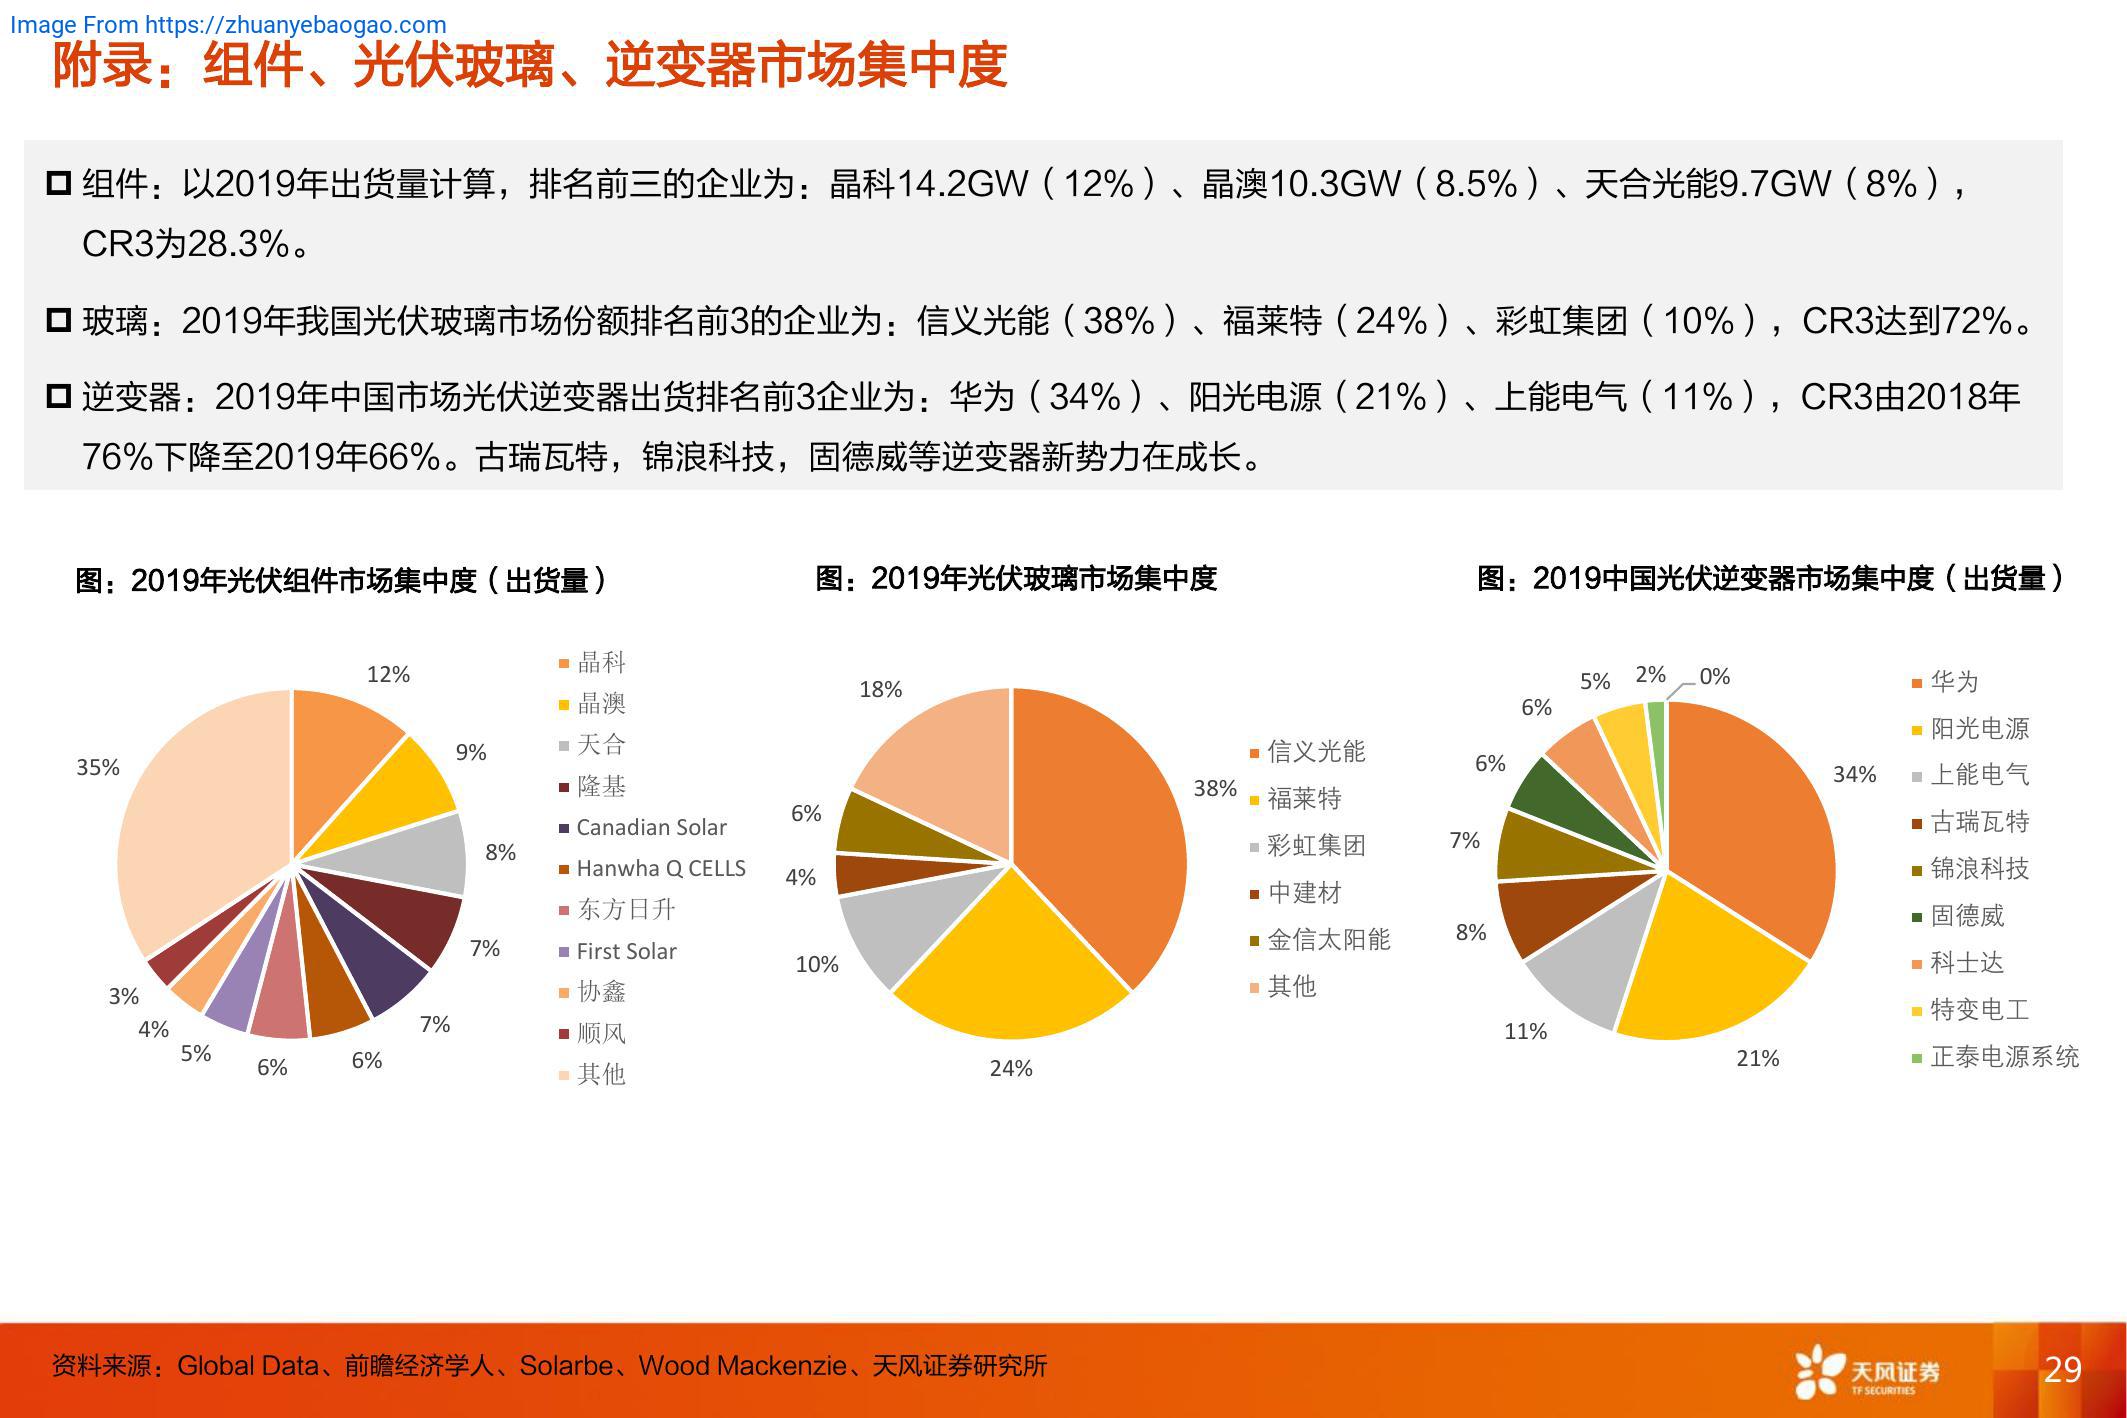 Image From https://zhuanyebaogao.com
附录：组件、光伏玻璃、逆变器市场集中度
组件：以2019年出货量计算，排名前三的企业为：晶科14.2GW（12%）、晶澳10.3GW（8.5%）、天合光能9.7GW（8%），
CR3为28.3%。
玻璃：2019年我国光伏玻璃市场份额排名前3的企业为：信义光能（38%）、福莱特（24%）、彩虹集团（10%），CR3达到72%。
逆变器：2019年中国市场光伏逆变器出货排名前3企业为：华为（34%）、阳光电源（21%）、上能电气（11%），CR3由2018年
76%下降至2019年66%。古瑞瓦特，锦浪科技，固德威等逆变器新势力在成长。
图：2019年光伏组件市场集中度（出货量）
12%
9%
8%
7%
7%
6%
6%
5%
4%
3%
35%
晶科
晶澳
天合
隆基
Canadian Solar
Hanwha Q CELLS
东方日升
First Solar
协鑫
顺风
其他
图：2019年光伏玻璃市场集中度
38%
24%
10%
4%
6%
18%
信义光能
福莱特
彩虹集团
中建材
金信太阳能
其他
图：2019中国光伏逆变器市场集中度（出货量）
34%
21%
11%
8%
7%
6%
6%
5%
2%
0%
华为
阳光电源
上能电气
古瑞瓦特
锦浪科技
固德威
科士达
特变电工
正泰电源系统
资料来源：Global Data、前瞻经济学人、Solarbe、Wood Mackenzie、天风证券研究所
天风证券
TF SECURITIES
29